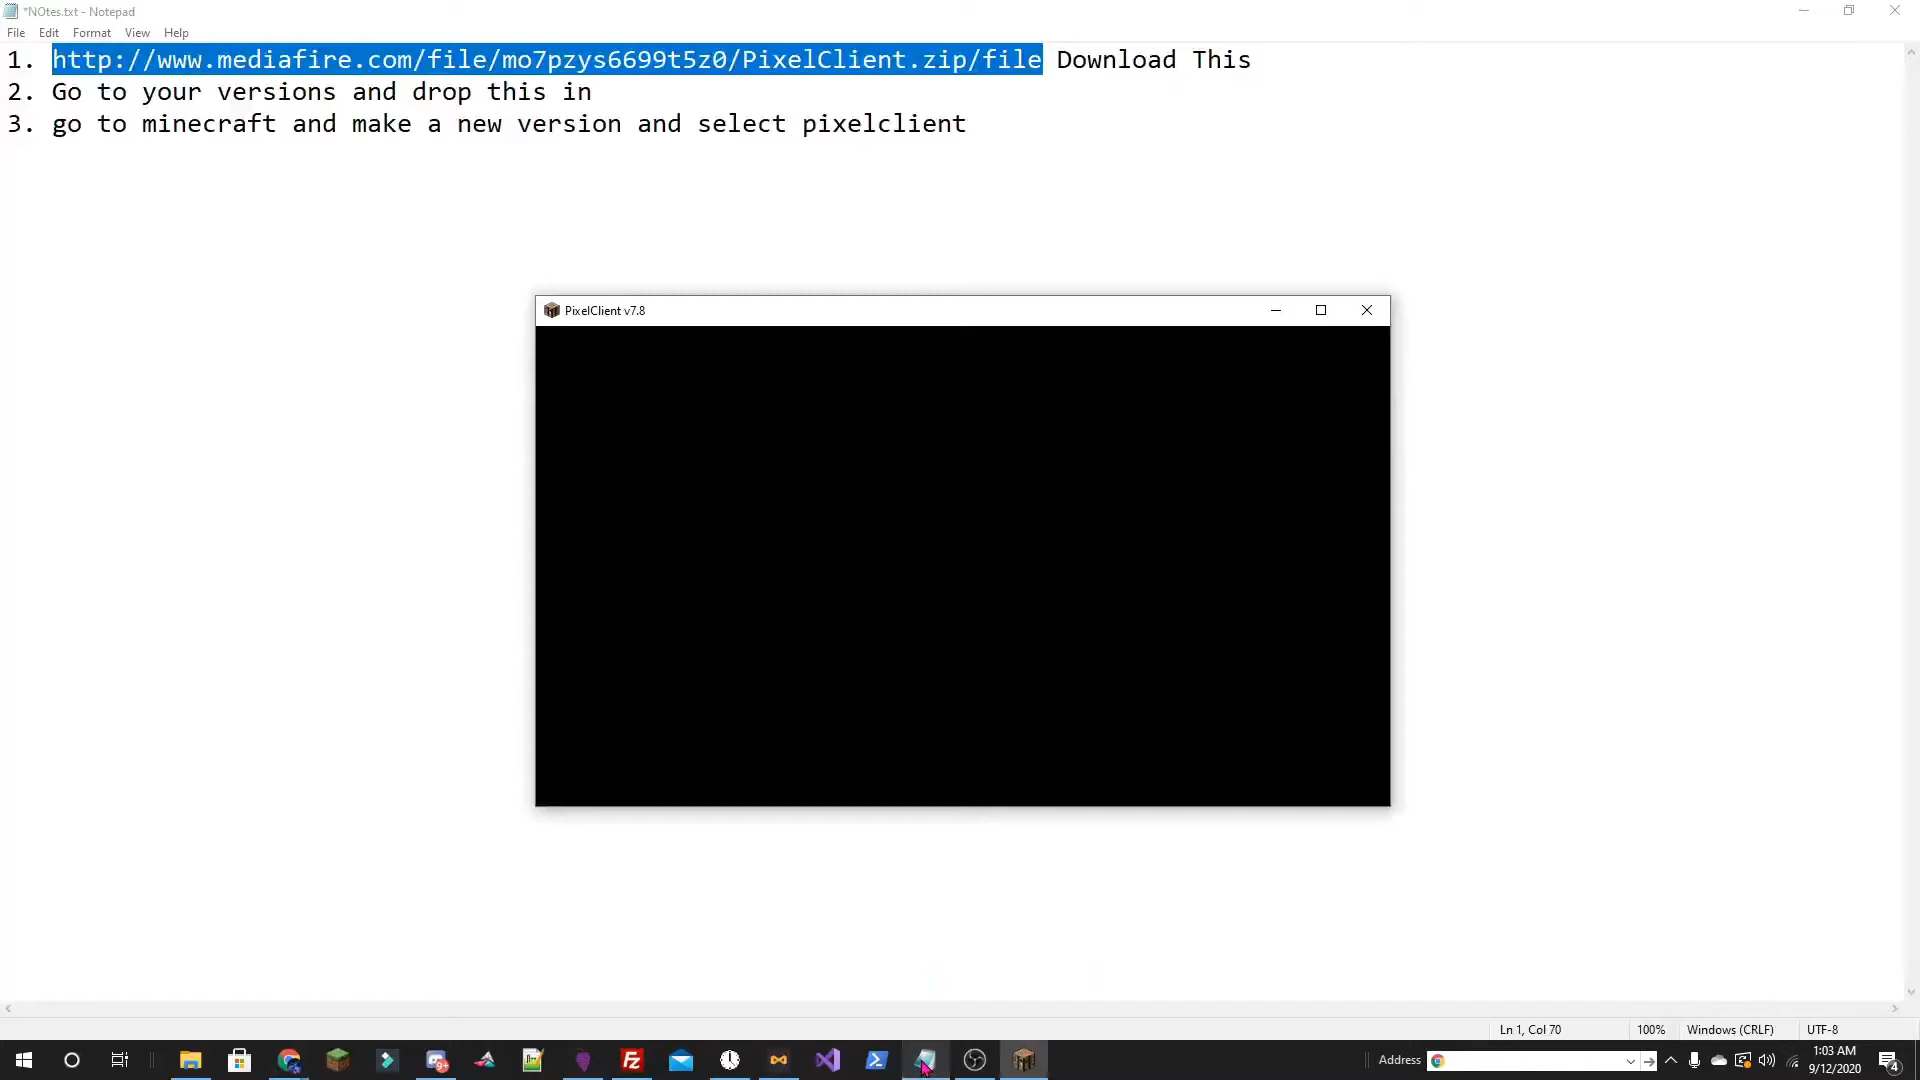 *NOtes.txt - Notepad
File Edit Format View Help
1. http://www.mediafire.com/file/mo7pzys6699t5z0/PixelClient.zip/file Download This
2. Go to your versions and drop this in
3. go to minecraft and make a new version and select pixelclient
PixelClient v7.8
Ln 1, Col 70 100% Windows (CRLF) UTF-8
9+ Fz Address 1:03 AM
9/12/2020 4